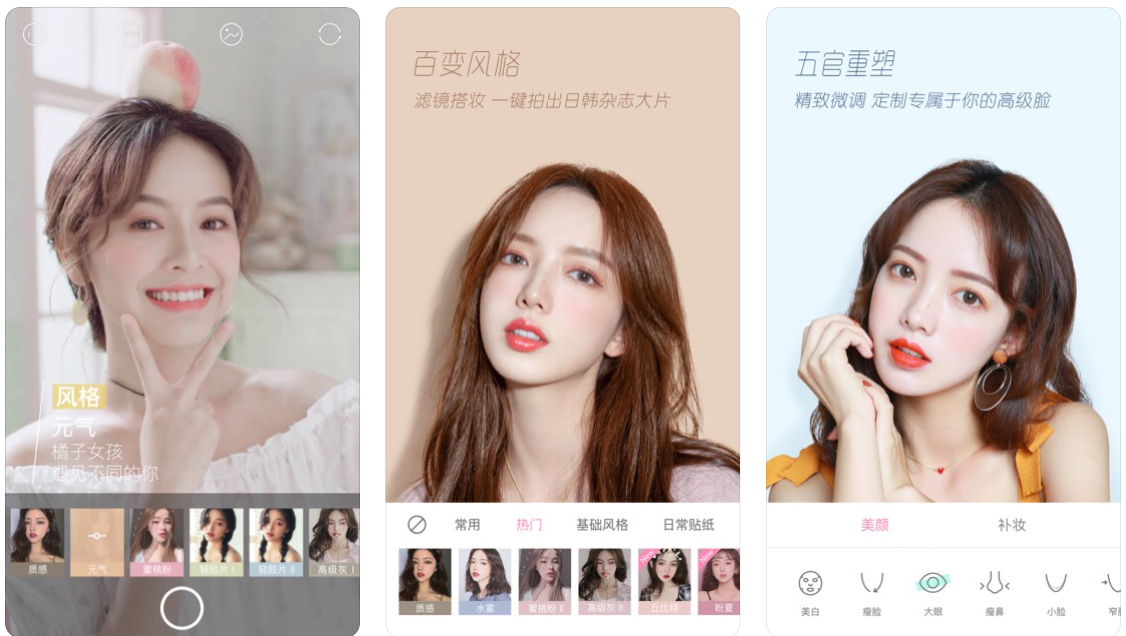 风格
元气
橘子女孩
遇见不同的你
质感
元气
蜜桃粉
轻胶片 I
轻胶片 II
高级灰 I
百变风格
滤镜搭妆 一键拍出日韩杂志大片
常用
热门
基础风格
日常贴纸
质感
水雾
蜜桃粉 II
高级灰 II
New
丘比特
New
粉夏
五官重塑
精致微调 定制专属于你的高级脸
美颜
补妆
美白
瘦脸
大眼
瘦鼻
小脸